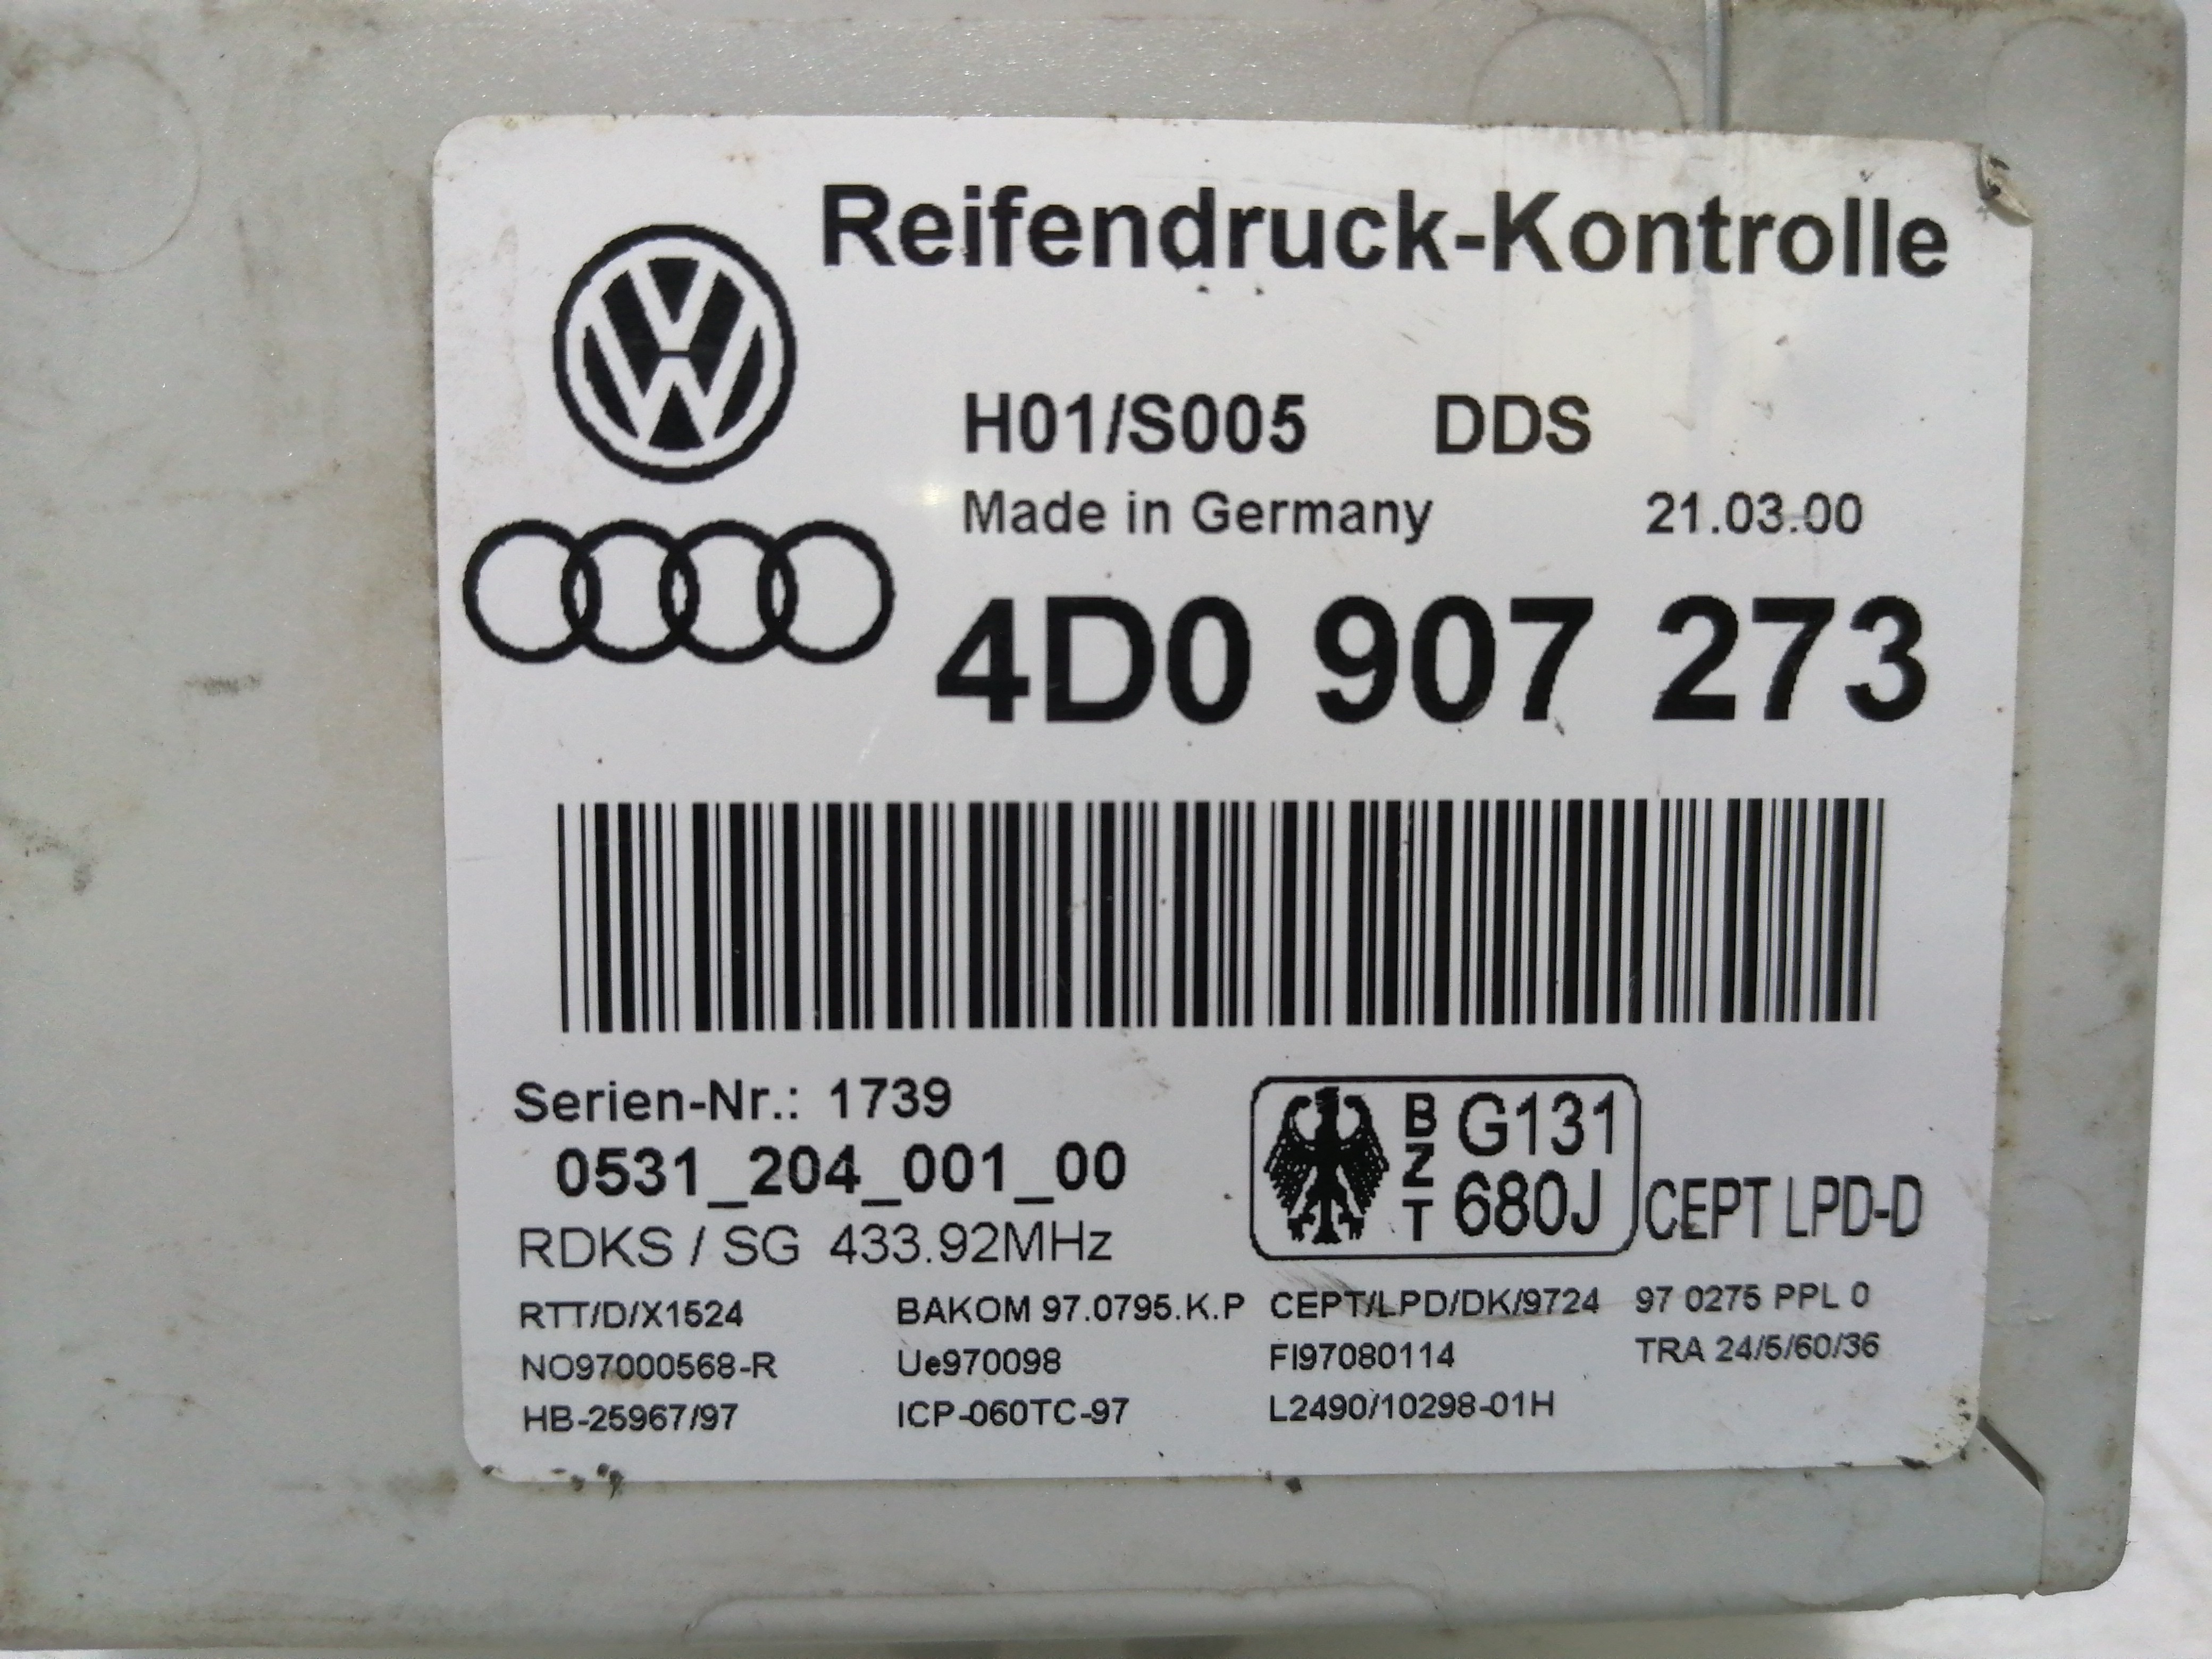 Reifendruck-Kontrolle
H01/S005 DDS
Made in Germany 21.03.00
4D0 907 273
Serien-Nr.: 1739
0531_204_001_00
RDKS / SG 433.92MHz
BZT G131 680J
CEPT LPD-D
RTT/D/X1524 BAKOM 97.0795.K.P CEPT/LPD/DK/9724 97 0275 PPL 0
NO97000568-R Ue970098 FI97080114 TRA 24/5/60/36
HB-25967/97 ICP-060TC-97 L2490/10298-01H